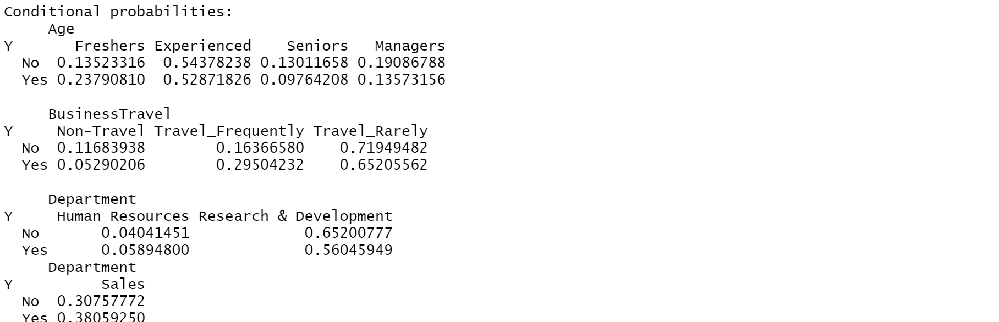 Conditional probabilities:
     Age
Y       Freshers Experienced    Seniors   Managers
  No  0.13523316  0.54378238 0.13011658 0.19086788
  Yes 0.23790810  0.52871826 0.09764208 0.13573156

     BusinessTravel
Y     Non-Travel Travel_Frequently Travel_Rarely
  No  0.11683938        0.16366580    0.71949482
  Yes 0.05290206        0.29504232    0.65205562

     Department
Y     Human Resources Research & Development
  No       0.04041451             0.65200777
  Yes      0.05894800             0.56045949
     Department
Y          Sales
  No  0.30757772
  Yes 0.38059250